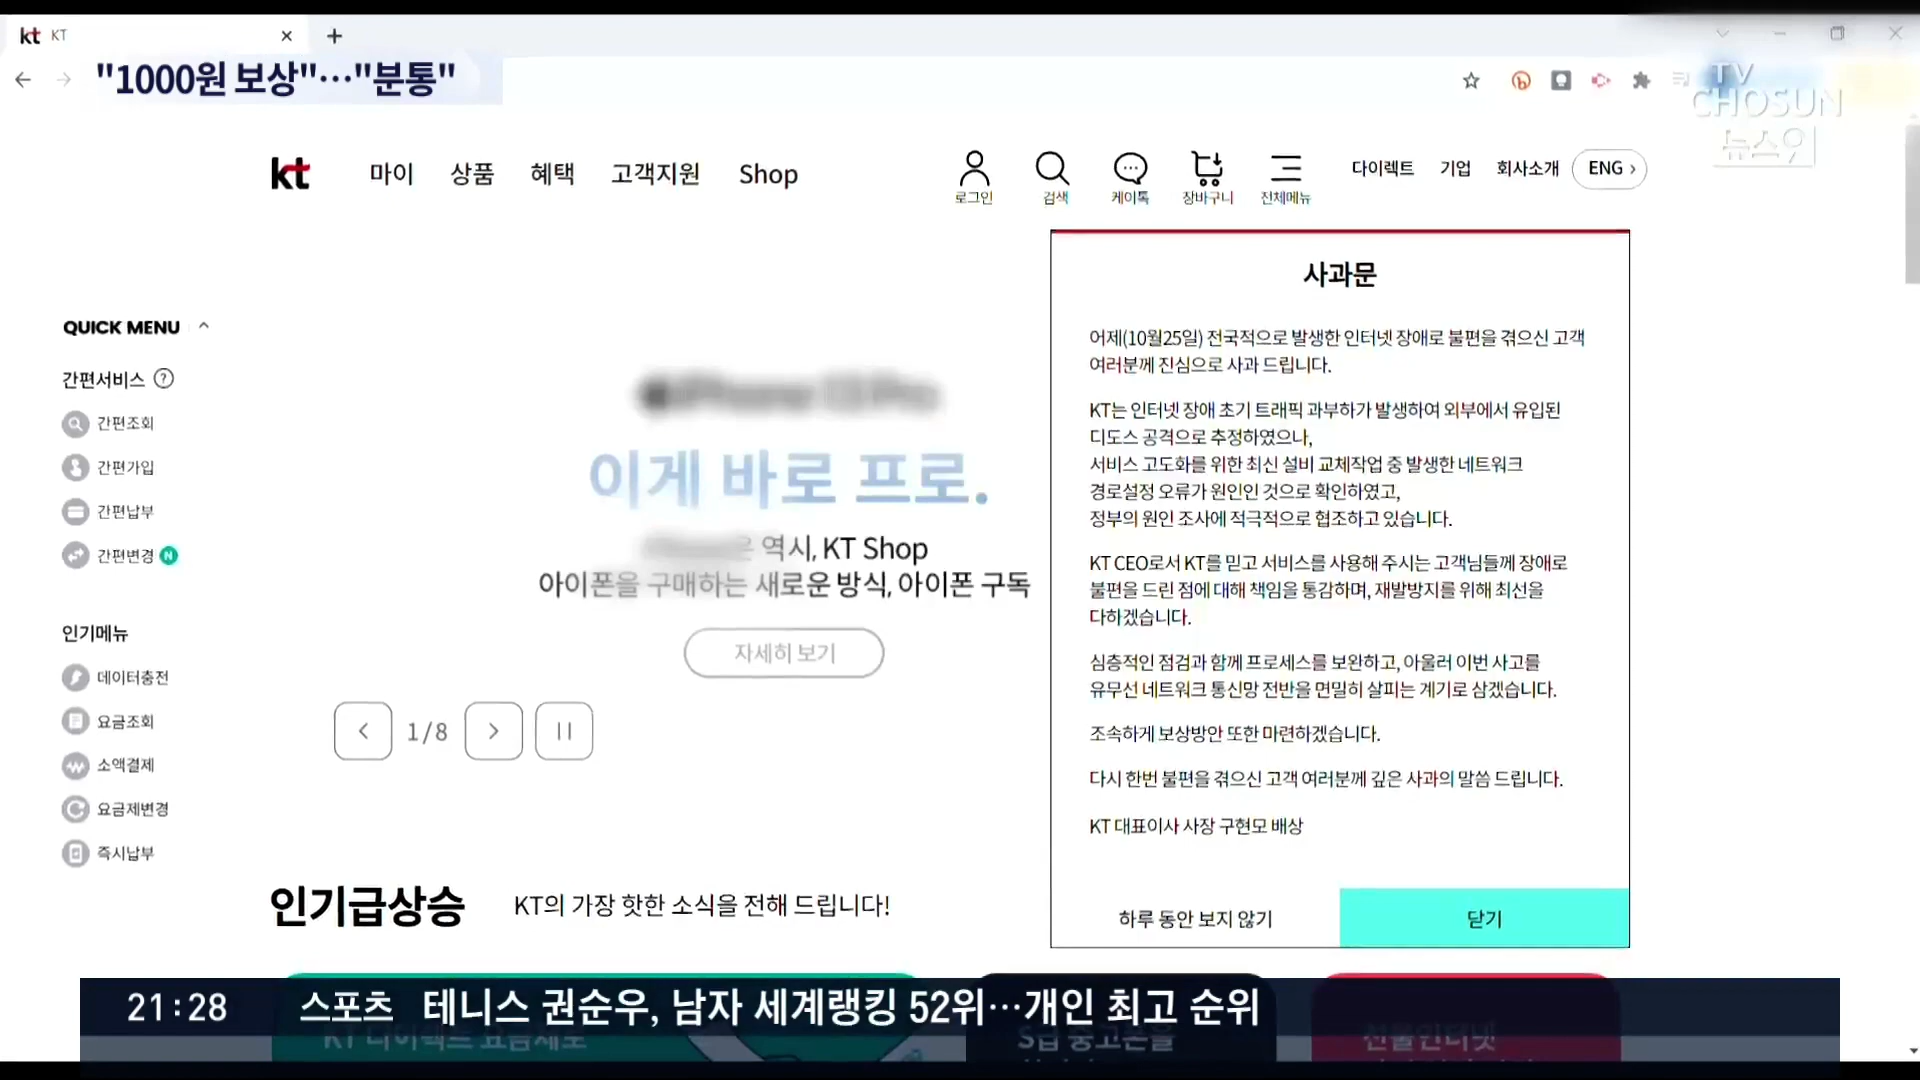 kt KT
"1000원 보상"…"분통"
TV
CHOSUN
뉴스9
kt 마이 상품 혜택 고객지원 Shop
로그인 검색 케이톡 장바구니 전체메뉴
다이렉트 기업 회사소개 ENG ›
QUICK MENU
간편서비스 ?
간편조회
간편가입
간편납부
간편변경 N
인기메뉴
데이터충전
요금조회
소액결제
요금제변경
즉시납부
이게 바로 프로.
은 역시, KT Shop
아이폰을 구매하는 새로운 방식, 아이폰 구독
자세히 보기
1/8
사과문
어제(10월25일) 전국적으로 발생한 인터넷 장애로 불편을 겪으신 고객
여러분께 진심으로 사과 드립니다.
KT는 인터넷 장애 초기 트래픽 과부하가 발생하여 외부에서 유입된
디도스 공격으로 추정하였으나,
서비스 고도화를 위한 최신 설비 교체작업 중 발생한 네트워크
경로설정 오류가 원인인 것으로 확인하였고,
정부의 원인 조사에 적극적으로 협조하고 있습니다.
KT CEO로서 KT를 믿고 서비스를 사용해 주시는 고객님들께 장애로
불편을 드린 점에 대해 책임을 통감하며, 재발방지를 위해 최선을
다하겠습니다.
심층적인 점검과 함께 프로세스를 보완하고, 아울러 이번 사고를
유무선 네트워크 통신망 전반을 면밀히 살피는 계기로 삼겠습니다.
조속하게 보상방안 또한 마련하겠습니다.
다시 한번 불편을 겪으신 고객 여러분께 깊은 사과의 말씀 드립니다.
KT 대표이사 사장 구현모 배상
하루 동안 보지 않기 닫기
인기급상승 KT의 가장 핫한 소식을 전해 드립니다!
21:28 스포츠 테니스 권순우, 남자 세계랭킹 52위…개인 최고 순위
KT 다이렉트 요금제로
S급 중고폰을
선불인터넷